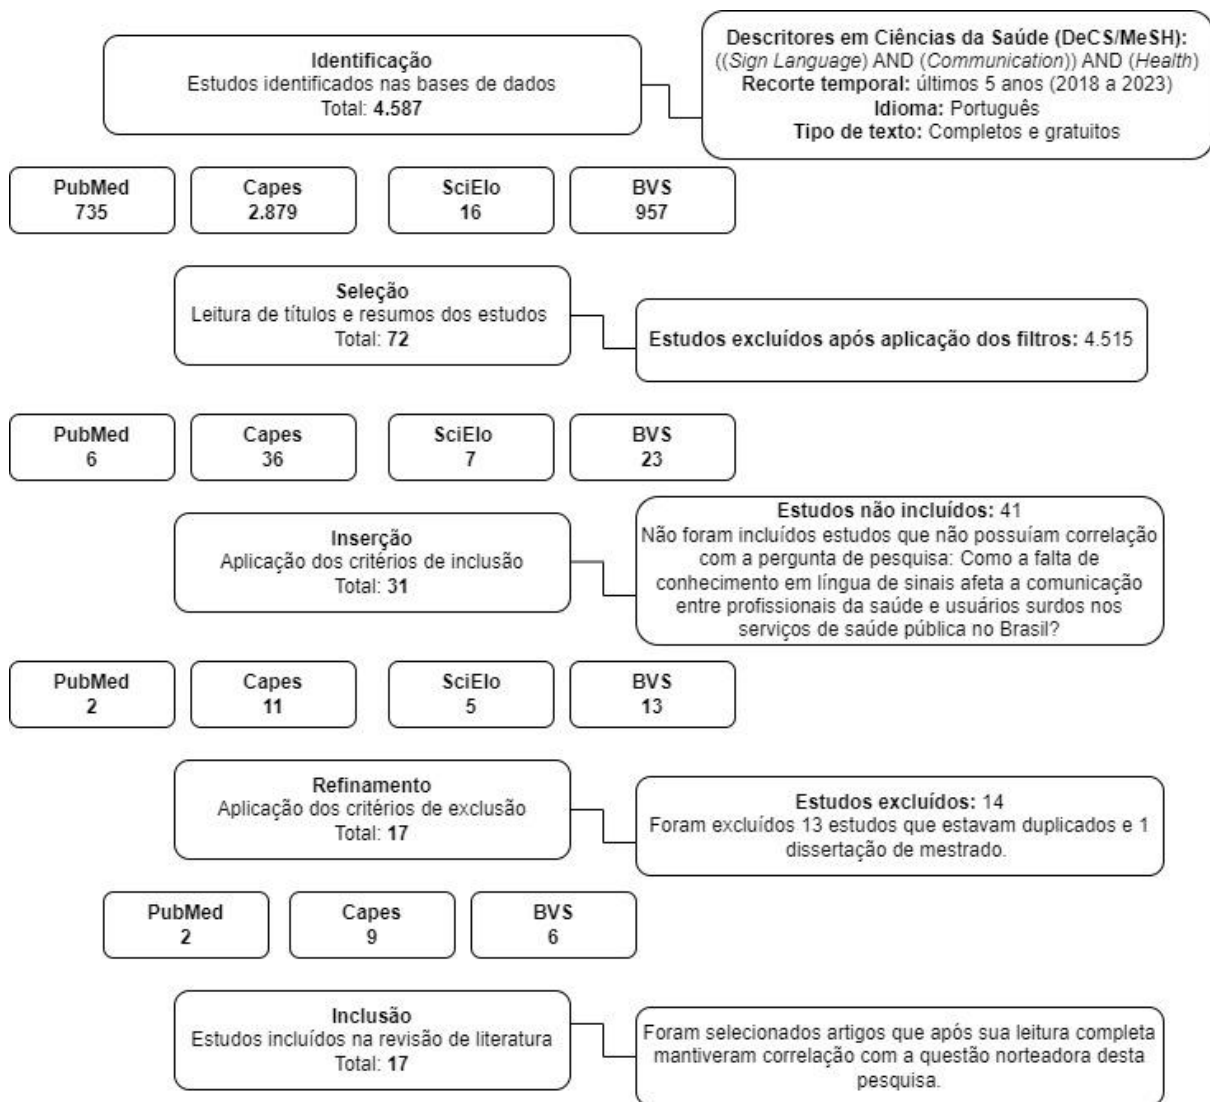 Identificação
Estudos identificados nas bases de dados
Total: 4.587
Descritores em Ciências da Saúde (DeCS/MeSH):
((Sign Language) AND (Communication)) AND (Health)
Recorte temporal: últimos 5 anos (2018 a 2023)
Idioma: Português
Tipo de texto: Completos e gratuitos
PubMed
735
Capes
2.879
SciElo
16
BVS
957
Seleção
Leitura de títulos e resumos dos estudos
Total: 72
Estudos excluídos após aplicação dos filtros: 4.515
PubMed
6
Capes
36
SciElo
7
BVS
23
Inserção
Aplicação dos critérios de inclusão
Total: 31
Estudos não incluídos: 41
Não foram incluídos estudos que não possuíam correlação
com a pergunta de pesquisa: Como a falta de
conhecimento em língua de sinais afeta a comunicação
entre profissionais da saúde e usuários surdos nos
serviços de saúde pública no Brasil?
PubMed
2
Capes
11
SciElo
5
BVS
13
Refinamento
Aplicação dos critérios de exclusão
Total: 17
Estudos excluídos: 14
Foram excluídos 13 estudos que estavam duplicados e 1
dissertação de mestrado.
PubMed
2
Capes
9
BVS
6
Inclusão
Estudos incluídos na revisão de literatura
Total: 17
Foram selecionados artigos que após sua leitura completa
mantiveram correlação com a questão norteadora desta
pesquisa.